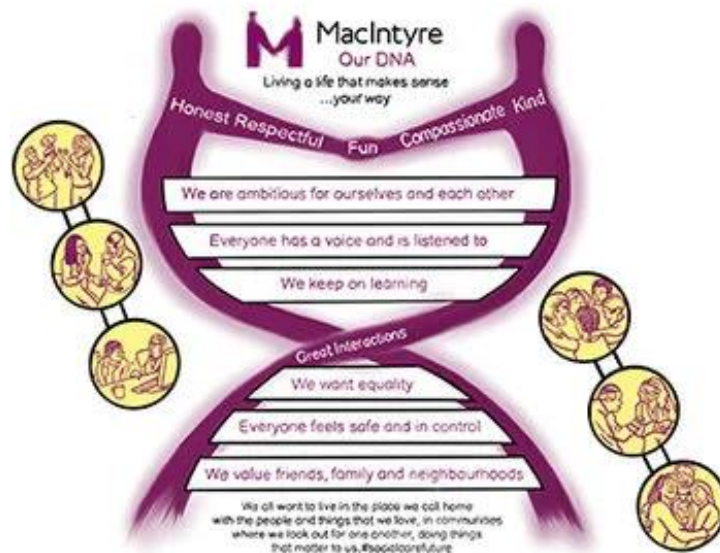 MacIntyre
Our DNA
Living a life that makes sense
...your way
Honest Respectful Fun Compassionate Kind
We are ambitious for ourselves and each other
Everyone has a voice and is listened to
We keep on learning
Great Interactions
We want equality
Everyone feels safe and in control
We value friends, family and neighbourhoods
We all want to live in the place we call home
with the people and things that we love, in communities
where we look out for one another, doing things
that matter to us.#socialcarefuture